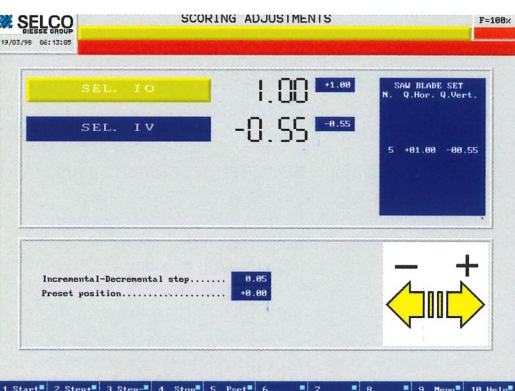 SELCO
BIESSE GROUP
19/03/98 06:13:05
SCORING ADJUSTMENTS
F=100%
SEL. IO
1.00
+1.00
SEL. IV
-0.55
-0.55
SAW BLADE SET
N. Q.Hor. Q.Vert.
5 +01.00 -00.55
Incremental-Decremental step...... 0.05
Preset position.................. +0.00
- +
1 Start 2 Step+ 3 Step- 4 Stop 5 Pset 6 7 8 9 Menu 10 Help